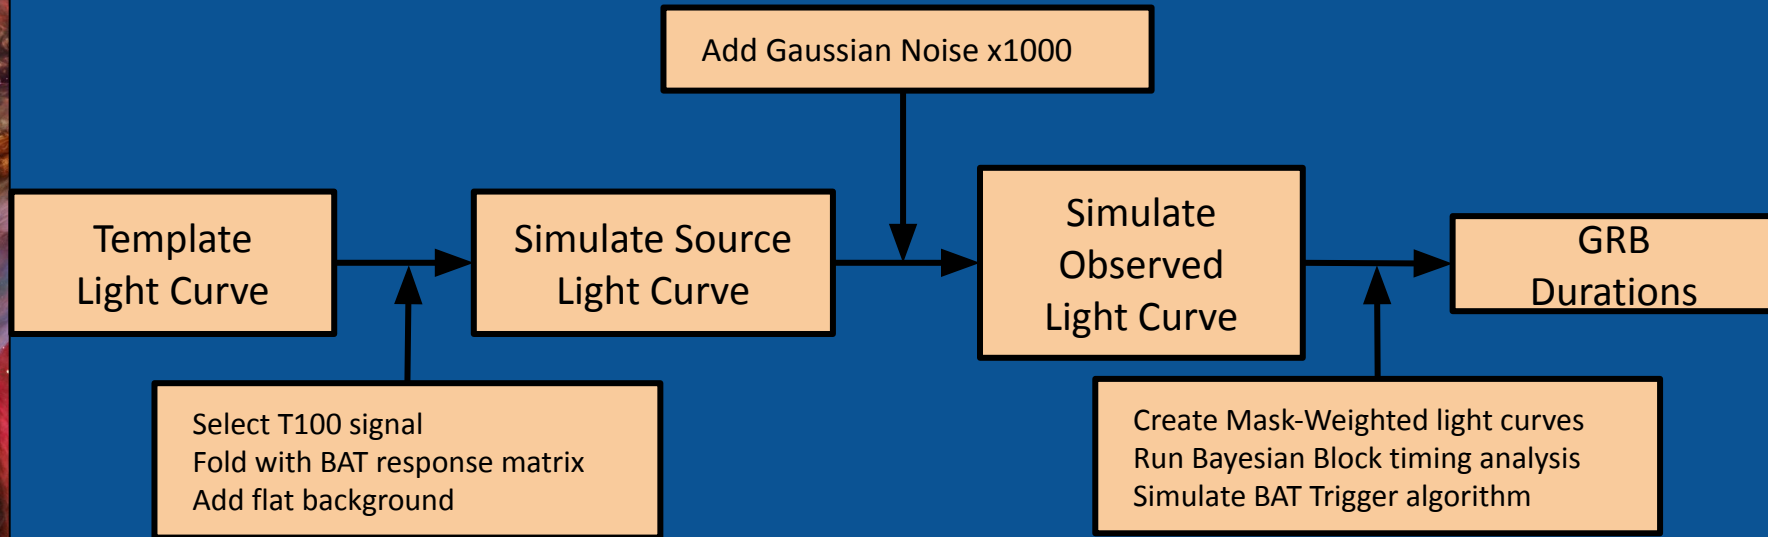 Add Gaussian Noise x1000
Template
Light Curve
Simulate Source
Light Curve
Simulate
Observed
Light Curve
GRB
Durations
Select T100 signal
Fold with BAT response matrix
Add flat background
Create Mask-Weighted light curves
Run Bayesian Block timing analysis
Simulate BAT Trigger algorithm